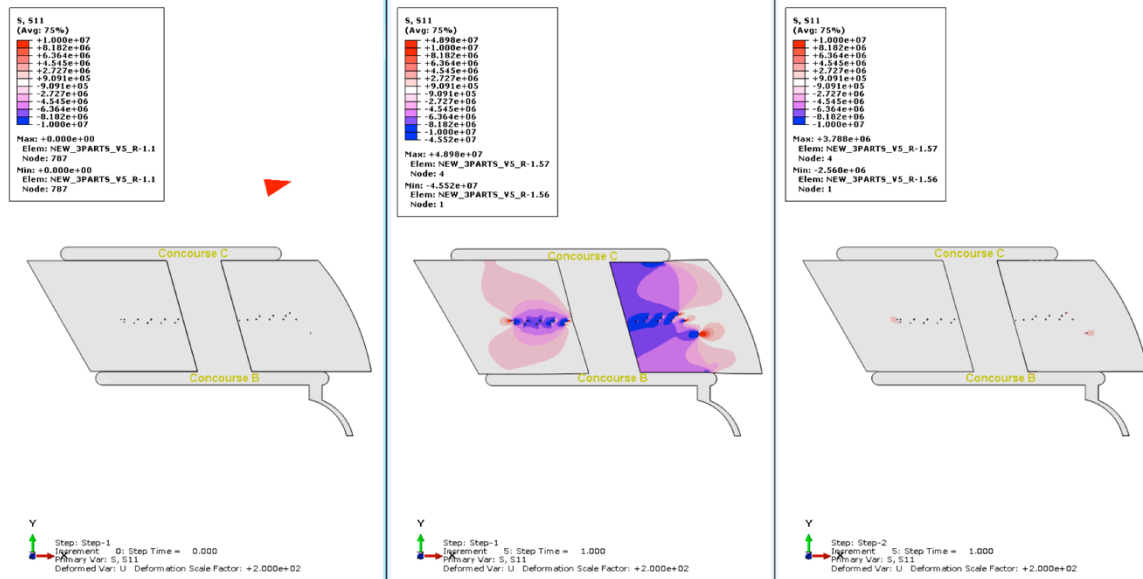 S, S11
(Avg: 75%)
+1.000e+07
+8.182e+06
+6.364e+06
+4.545e+06
+2.727e+06
+9.091e+05
-9.091e+05
-2.727e+06
-4.545e+06
-6.364e+06
-8.182e+06
-1.000e+07
Max: +0.000e+00
Elem: NEW_3PARTS_V5_R-1.1
Node: 787
Min: +0.000e+00
Elem: NEW_3PARTS_V5_R-1.1
Node: 787
Concourse C
Concourse B
Y
X
Step: Step-1
Increment 0: Step Time = 0.000
Primary Var: S, S11
Deformed Var: U Deformation Scale Factor: +2.000e+02
S, S11
(Avg: 75%)
+4.898e+07
+1.000e+07
+8.182e+06
+6.364e+06
+4.545e+06
+2.727e+06
+9.091e+05
-9.091e+05
-2.727e+06
-4.545e+06
-6.364e+06
-8.182e+06
-1.000e+07
-4.552e+07
Max: +4.898e+07
Elem: NEW_3PARTS_V5_R-1.57
Node: 4
Min: -4.552e+07
Elem: NEW_3PARTS_V5_R-1.56
Node: 1
Concourse C
Concourse B
Y
X
Step: Step-1
Increment 5: Step Time = 1.000
Primary Var: S, S11
Deformed Var: U Deformation Scale Factor: +2.000e+02
S, S11
(Avg: 75%)
+1.000e+07
+8.182e+06
+6.364e+06
+4.545e+06
+2.727e+06
+9.091e+05
-9.091e+05
-2.727e+06
-4.545e+06
-6.364e+06
-8.182e+06
-1.000e+07
Max: +3.788e+06
Elem: NEW_3PARTS_V5_R-1.57
Node: 4
Min: -2.560e+06
Elem: NEW_3PARTS_V5_R-1.56
Node: 1
Concourse C
Concourse B
Y
X
Step: Step-2
Increment 5: Step Time = 1.000
Primary Var: S, S11
Deformed Var: U Deformation Scale Factor: +2.000e+02